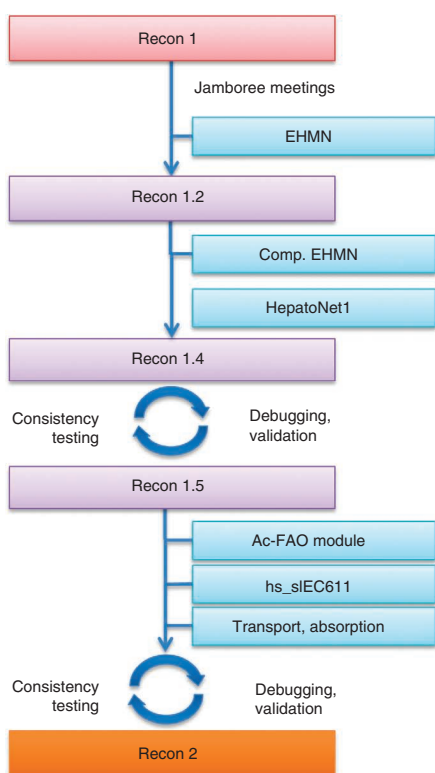 Recon 1
Jamboree meetings
EHMN
Recon 1.2
Comp. EHMN
HepatoNet1
Recon 1.4
Consistency
testing
Debugging,
validation
Recon 1.5
Ac-FAO module
hs_slEC611
Transport, absorption
Consistency
testing
Debugging,
validation
Recon 2